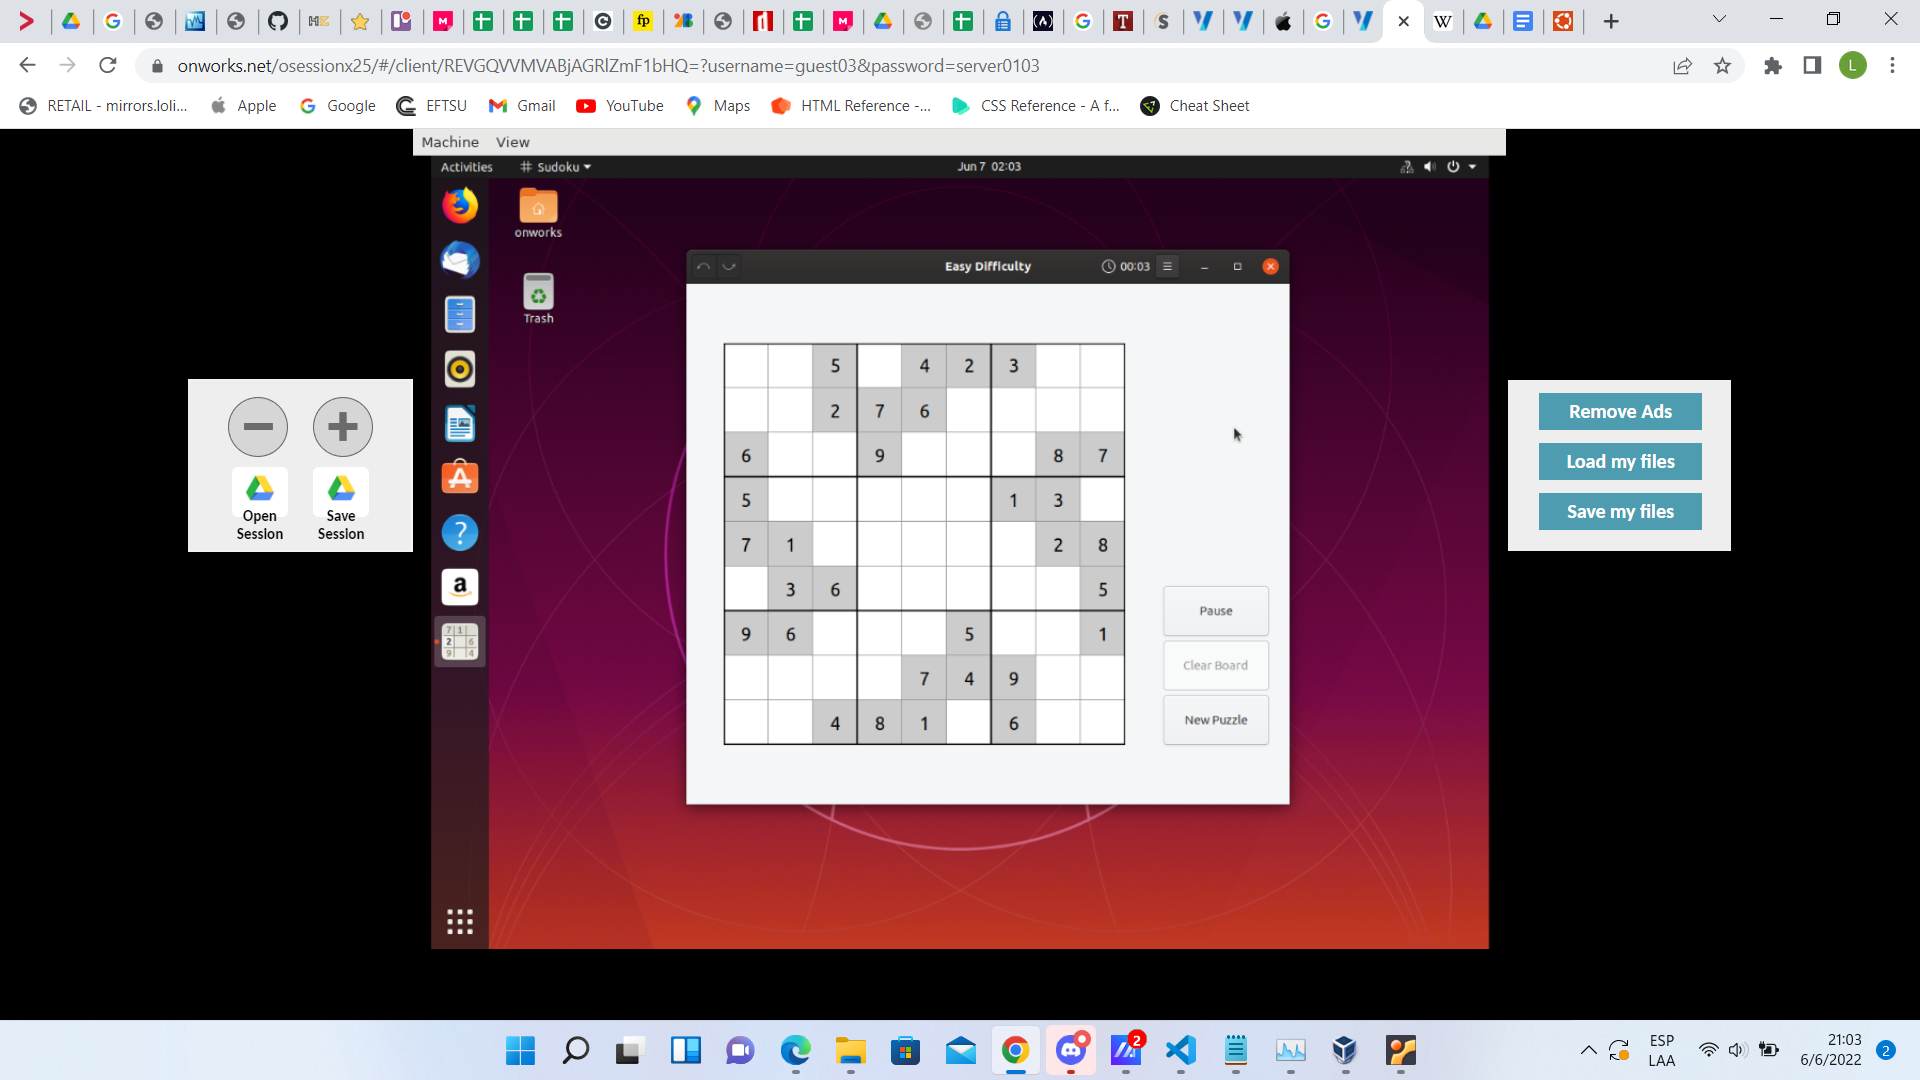 onworks.net/osessionx25/#/client/REVGQVVMVABjAGRlZmF1bHQ=?username=guest03&password=server0103
L
RETAIL - mirrors.loli... Apple Google EFTSU Gmail YouTube Maps HTML Reference -... CSS Reference - A f... Cheat Sheet
Machine View
Activities Sudoku Jun 7 02:03
onworks
Trash
Easy Difficulty 00:03
5 4 2 3
2 7 6
6 9 8 7
5 1 3
7 1 2 8
3 6 5
9 6 5 1
7 4 9
4 8 1 6
Pause
Clear Board
New Puzzle
Open Session
Save Session
Remove Ads
Load my files
Save my files
ESP
LAA
21:03
6/6/2022
2
2